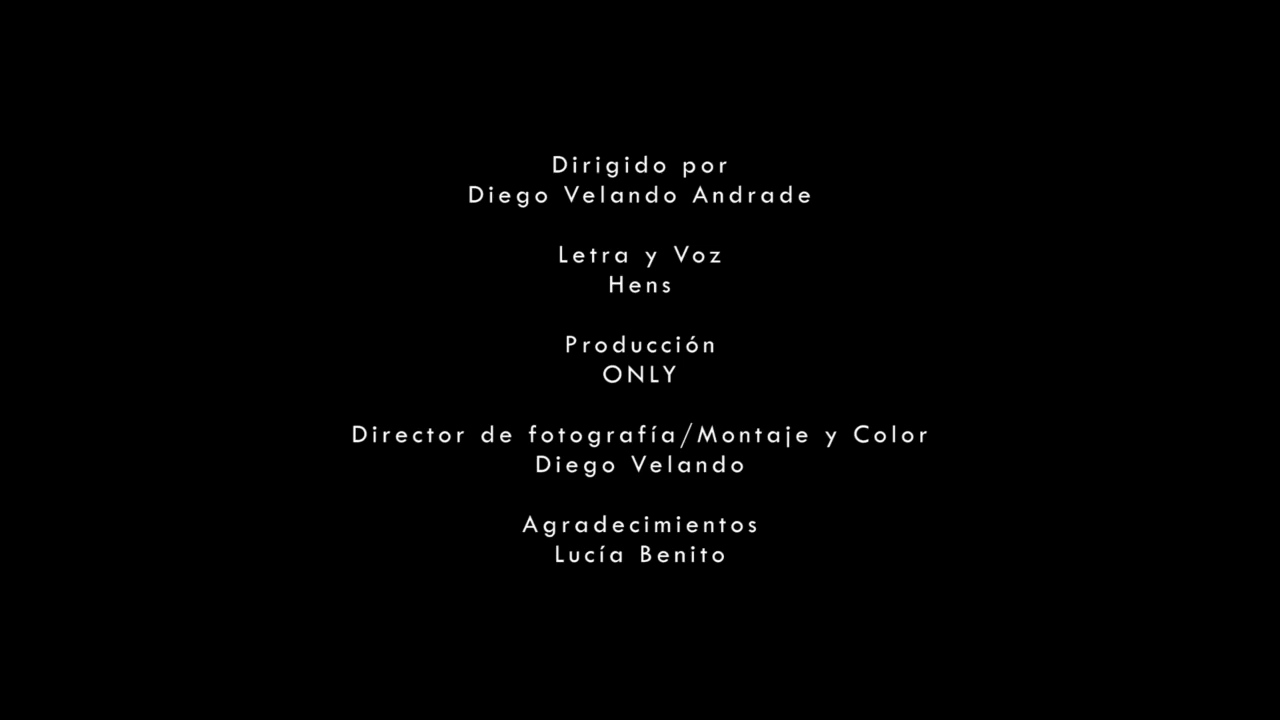 Dirigido por
Diego Velando Andrade
Letra y Voz
Hens
Producción
ONLY
Director de fotografía/Montaje y Color
Diego Velando
Agradecimientos
Lucía Benito